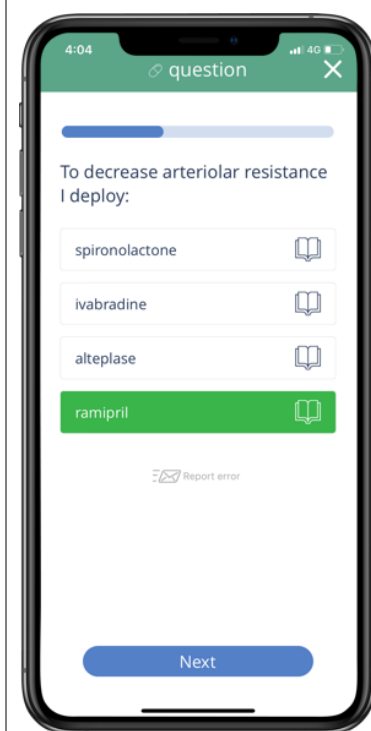 4:04
4G
question
To decrease arteriolar resistance
I deploy:
spironolactone
ivabradine
alteplase
ramipril
Report error
Next